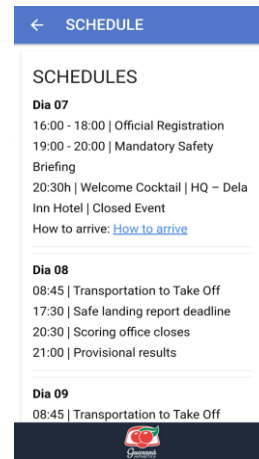 SCHEDULE
SCHEDULES
Dia 07
16:00 - 18:00 | Official Registration
19:00 - 20:00 | Mandatory Safety
Briefing
20:30h | Welcome Cocktail | HQ – Dela
Inn Hotel | Closed Event
How to arrive: How to arrive
Dia 08
08:45 | Transportation to Take Off
17:30 | Safe landing report deadline
20:30 | Scoring office closes
21:00 | Provisional results
Dia 09
08:45 | Transportation to Take Off
Guaraná